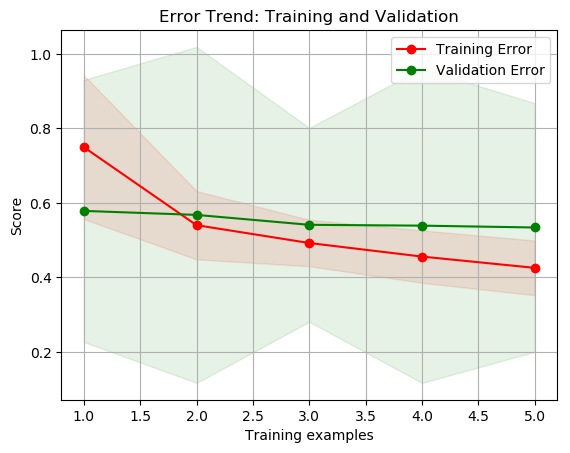 Error Trend: Training and Validation
Training Error
Validation Error
1.0
0.8
0.6
0.4
0.2
Score
1.0 1.5 2.0 2.5 3.0 3.5 4.0 4.5 5.0
Training examples